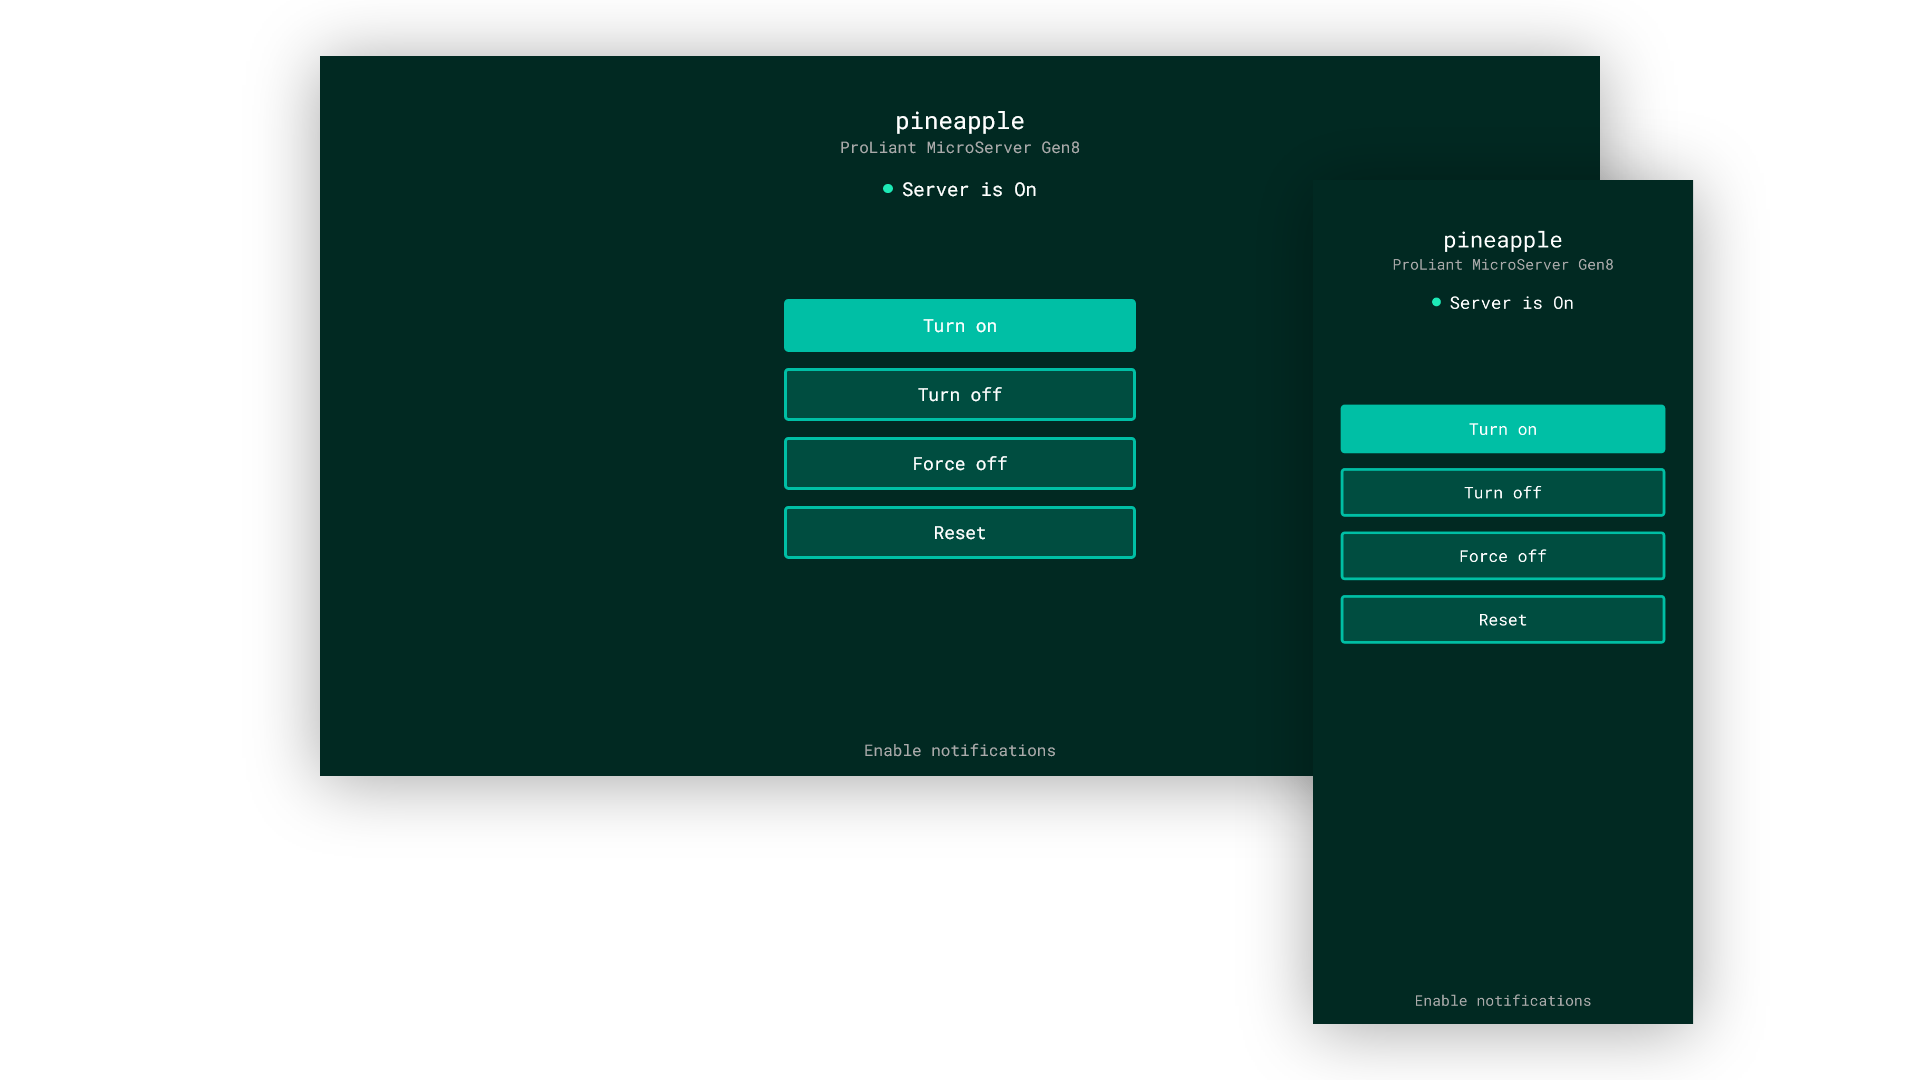 pineapple
ProLiant MicroServer Gen8
Server is On
Turn on
Turn off
Force off
Reset
Enable notifications
pineapple
ProLiant MicroServer Gen8
Server is On
Turn on
Turn off
Force off
Reset
Enable notifications